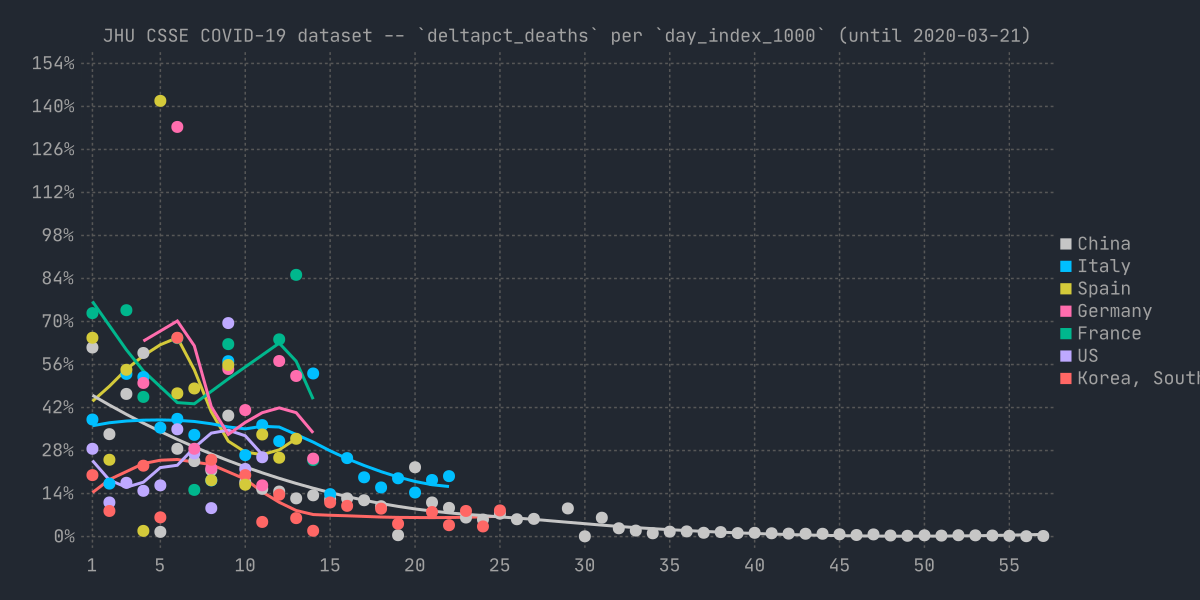 JHU CSSE COVID-19 dataset -- `deltapct_deaths` per `day_index_1000` (until 2020-03-21)
154%
140%
126%
112%
98%
84%
70%
56%
42%
28%
14%
0%
1 5 10 15 20 25 30 35 40 45 50 55
China
Italy
Spain
Germany
France
US
Korea, South